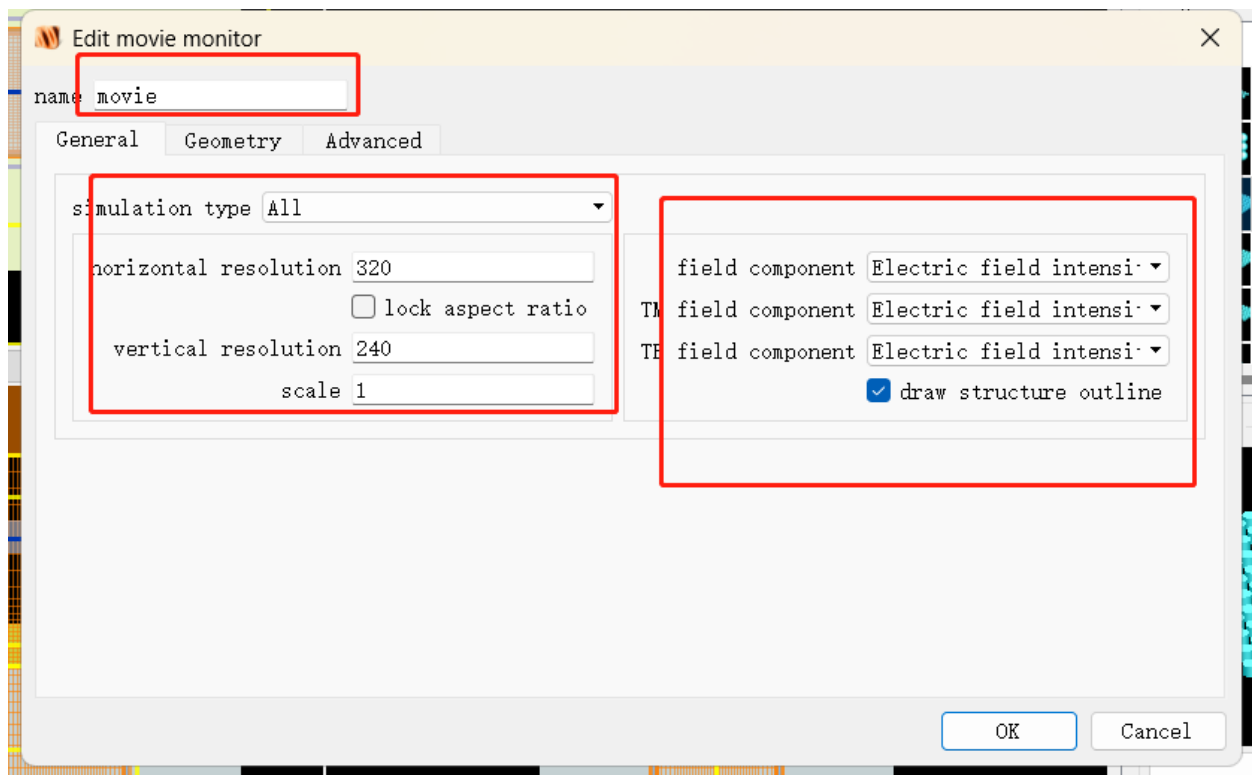 Edit movie monitor
name movie
General Geometry Advanced
simulation type All
horizontal resolution 320
lock aspect ratio
vertical resolution 240
scale 1
field component Electric field intensi
TM field component Electric field intensi
TE field component Electric field intensi
draw structure outline
OK Cancel